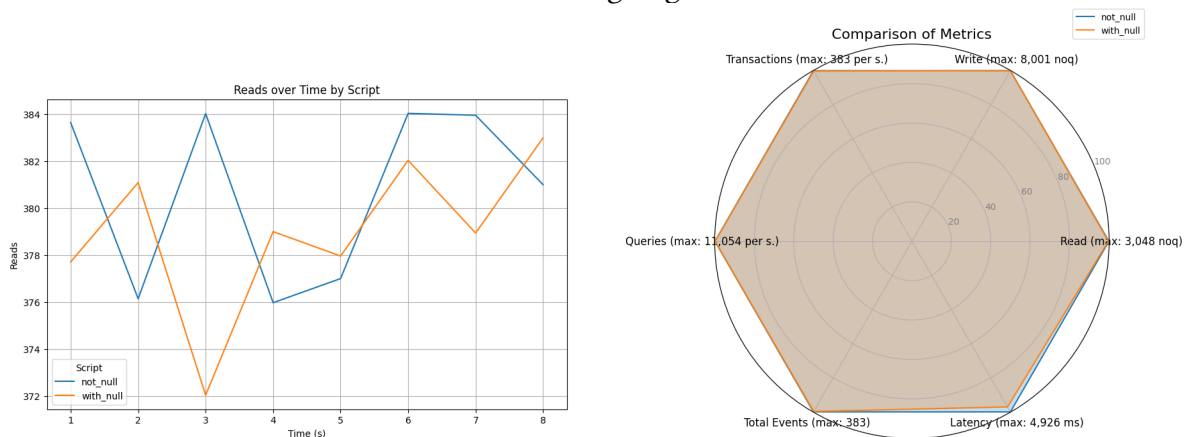 Reads over Time by Script
Reads
384
382
380
378
376
374
372
Script
not_null
with_null
1 2 3 4 5 6 7 8
Time (s)
not_null
with_null
Comparison of Metrics
Transactions (max: 383 per s.)
Write (max: 8,001 noq)
100
80
60
40
20
Queries (max: 11,054 per s.)
Read (max: 3,048 noq)
Total Events (max: 383)
Latency (max: 4,926 ms)